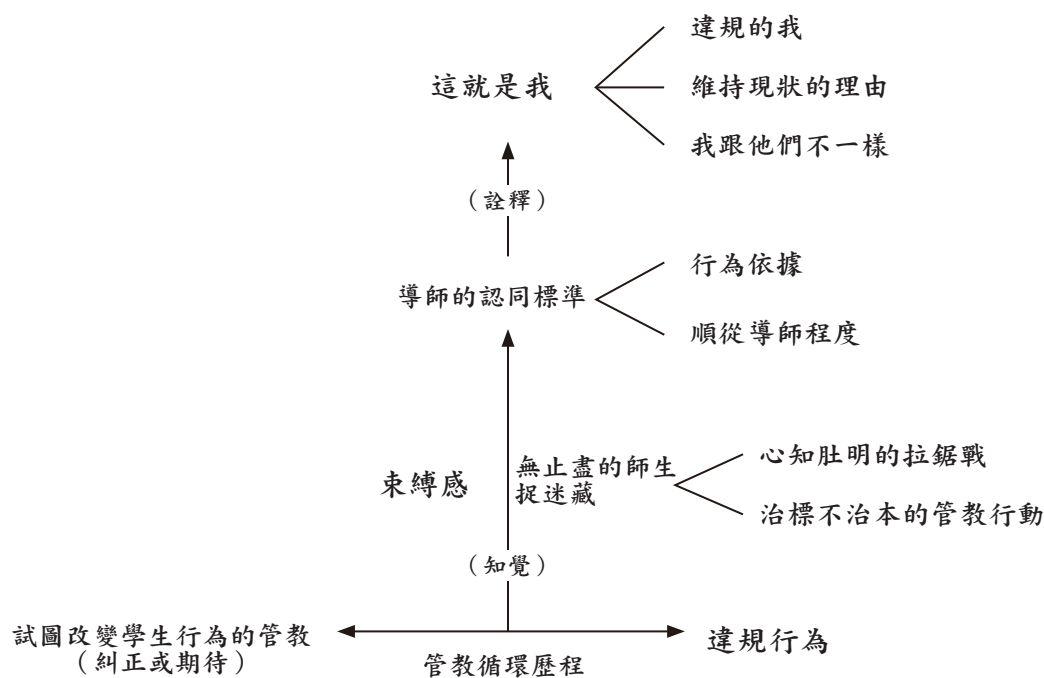 違規的我
這就是我
維持現狀的理由
我跟他們不一樣
（詮釋）
行為依據
導師的認同標準
順從導師程度
心知肚明的拉鋸戰
束縛感
無止盡的師生
捉迷藏
治標不治本的管教行動
（知覺）
試圖改變學生行為的管教
（糾正或期待）
管教循環歷程
違規行為